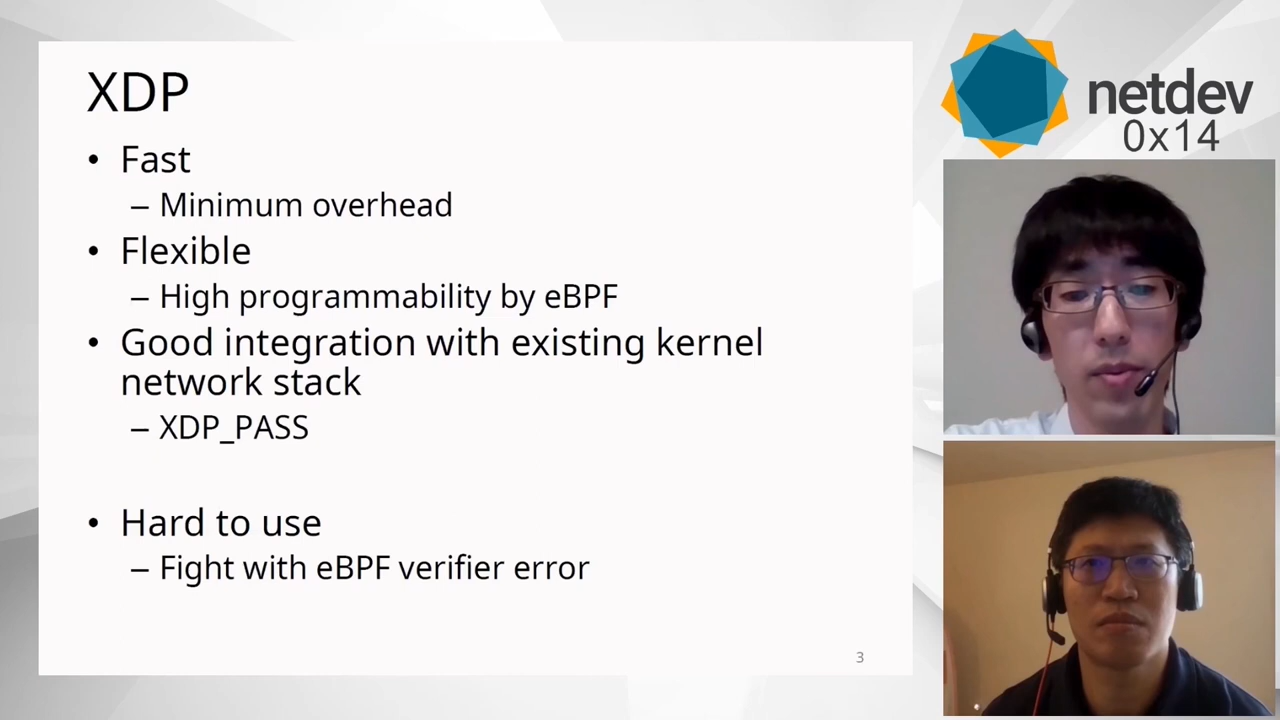 XDP
• Fast
– Minimum overhead
• Flexible
– High programmability by eBPF
• Good integration with existing kernel
network stack
– XDP_PASS
• Hard to use
– Fight with eBPF verifier error
3
netdev
0x14